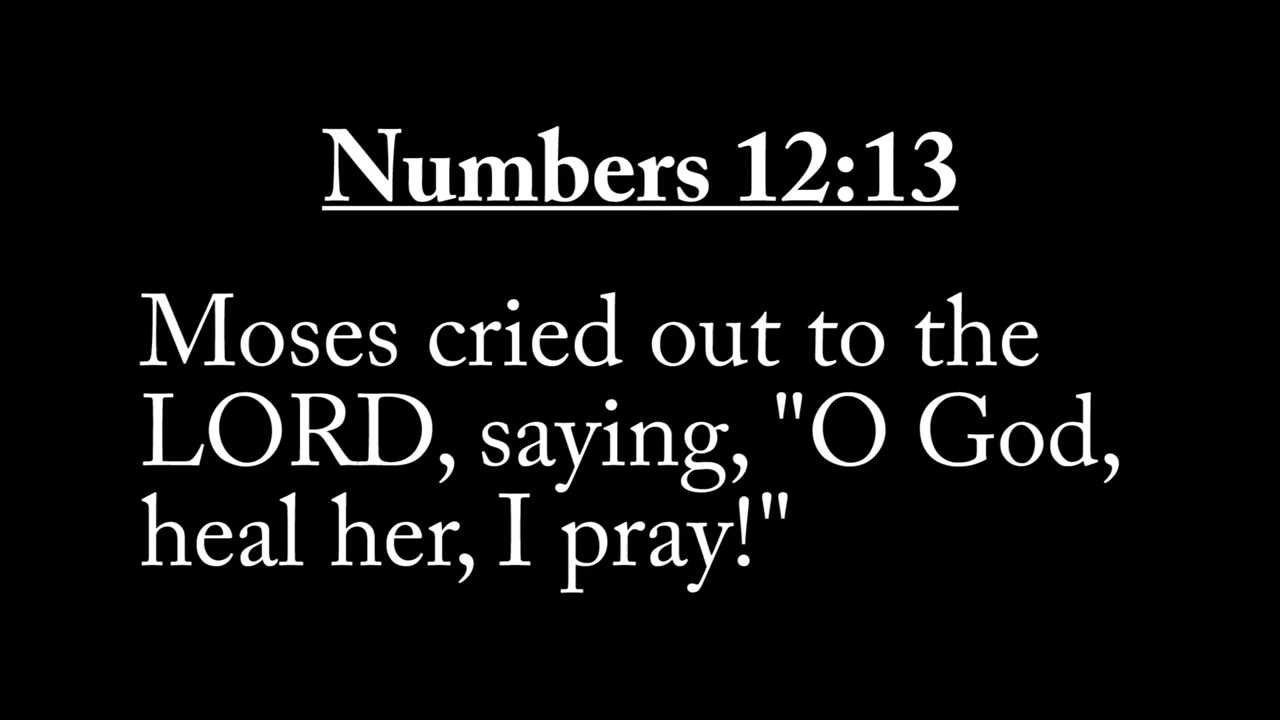 Numbers 12:13
Moses cried out to the
LORD, saying, "O God,
heal her, I pray!"